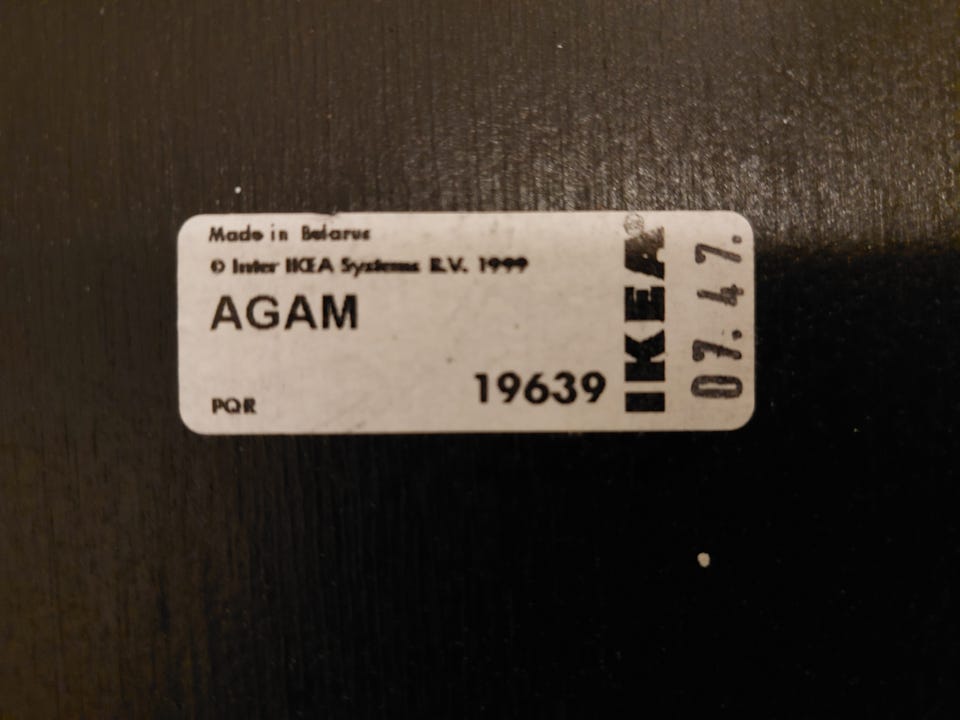 Made in Belarus
© Inter IKEA Systems B.V. 1999
AGAM
PQR
19639
IKEA®
07.47.